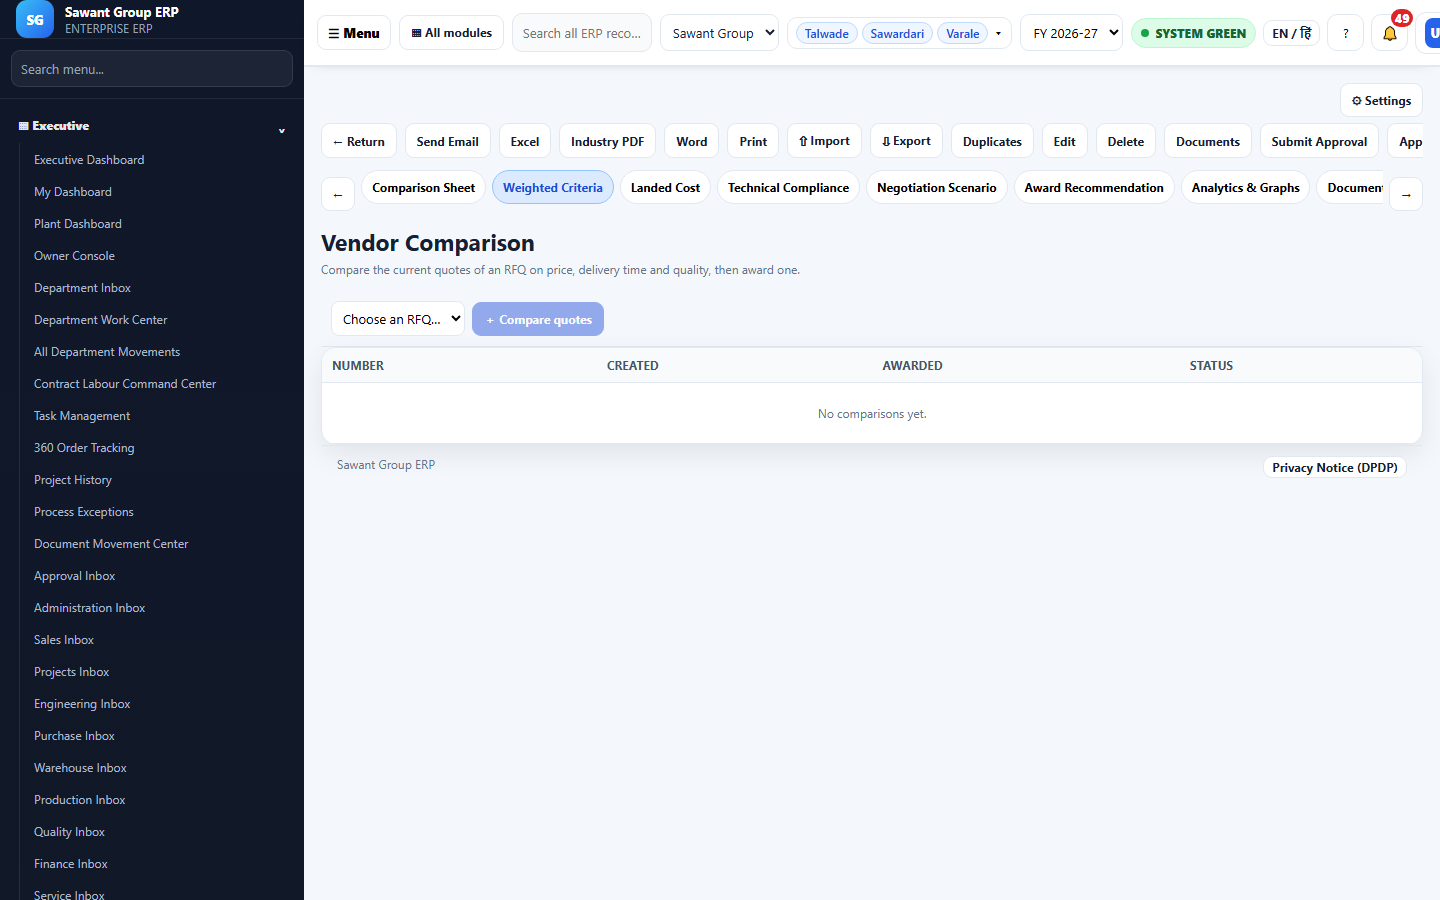 SG
Sawant Group ERP
ENTERPRISE ERP
☰ Menu
▦ All modules
Search all ERP reco...
Sawant Group
Talwade
Sawardari
Varale
FY 2026-27
SYSTEM GREEN
EN / हिं
?
49
U
Search menu...
▦ Executive
Executive Dashboard
My Dashboard
Plant Dashboard
Owner Console
Department Inbox
Department Work Center
All Department Movements
Contract Labour Command Center
Task Management
360 Order Tracking
Project History
Process Exceptions
Document Movement Center
Approval Inbox
Administration Inbox
Sales Inbox
Projects Inbox
Engineering Inbox
Purchase Inbox
Warehouse Inbox
Production Inbox
Quality Inbox
Finance Inbox
Service Inbox
⚙ Settings
← Return
Send Email
Excel
Industry PDF
Word
Print
⇧ Import
⇩ Export
Duplicates
Edit
Delete
Documents
Submit Approval
App
←
Comparison Sheet
Weighted Criteria
Landed Cost
Technical Compliance
Negotiation Scenario
Award Recommendation
Analytics & Graphs
Document
→
Vendor Comparison
Compare the current quotes of an RFQ on price, delivery time and quality, then award one.
Choose an RFQ...
+ Compare quotes
NUMBER CREATED AWARDED STATUS
No comparisons yet.
Sawant Group ERP
Privacy Notice (DPDP)